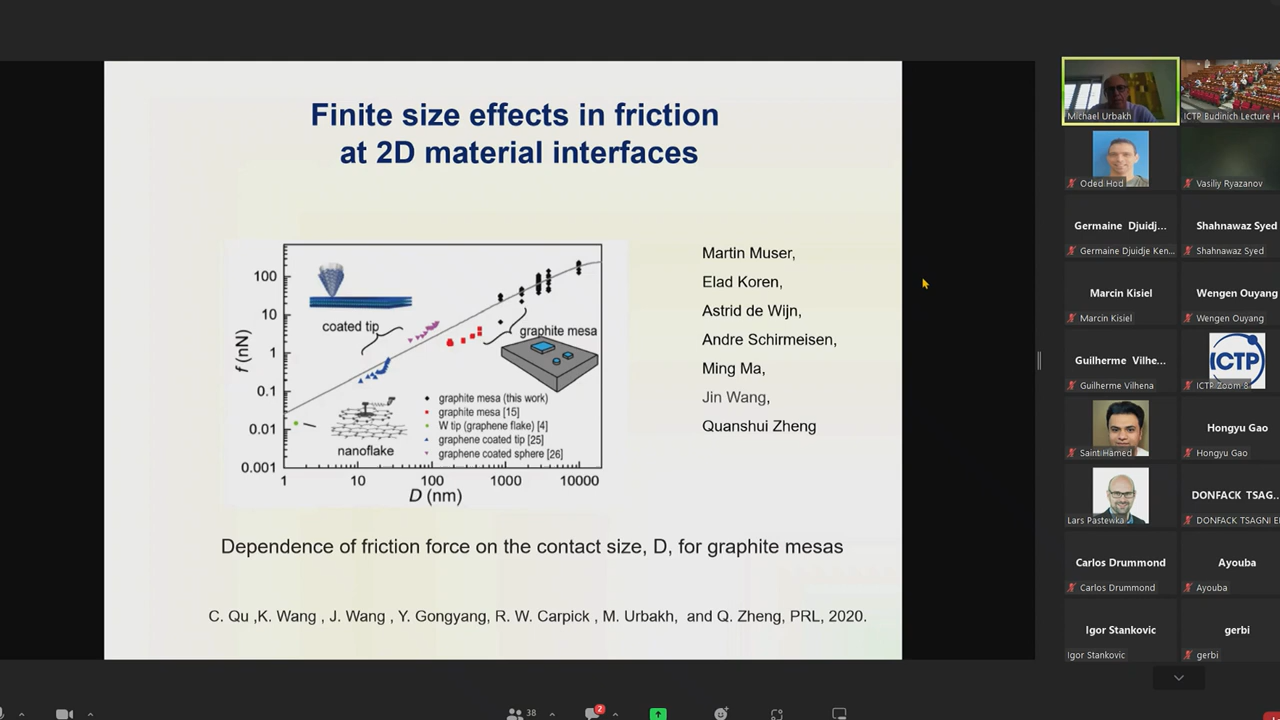 Finite size effects in friction
at 2D material interfaces
100
10
1
0.1
0.01
0.001
f (nN)
coated tip
graphite mesa
nanoflake
graphite mesa (this work)
graphite mesa [15]
W tip (graphene flake) [4]
graphene coated tip [25]
graphene coated sphere [26]
1
10
100
1000
10000
D (nm)
Martin Muser,
Elad Koren,
Astrid de Wijn,
Andre Schirmeisen,
Ming Ma,
Jin Wang,
Quanshui Zheng
Dependence of friction force on the contact size, D, for graphite mesas
C. Qu ,K. Wang , J. Wang , Y. Gongyang, R. W. Carpick , M. Urbakh, and Q. Zheng, PRL, 2020.
Michael Urbakh
ICTP Budinich Lecture H
Oded Hod
Vasiliy Ryazanov
Germaine Djuidj...
Germaine Djuidje Ken...
Shahnawaz Syed
Shahnawaz Syed
Marcin Kisiel
Marcin Kisiel
Wengen Ouyang
Wengen Ouyang
Guilherme Vilhe...
Guilherme Vilhena
ICTP
ICTP Zoom 8
Saint Hamed
Hongyu Gao
Hongyu Gao
Lars Pastewka
DONFACK TSAG...
DONFACK TSAGNI E
Carlos Drummond
Carlos Drummond
Ayouba
Ayouba
Igor Stankovic
Igor Stankovic
gerbi
gerbi
38
2